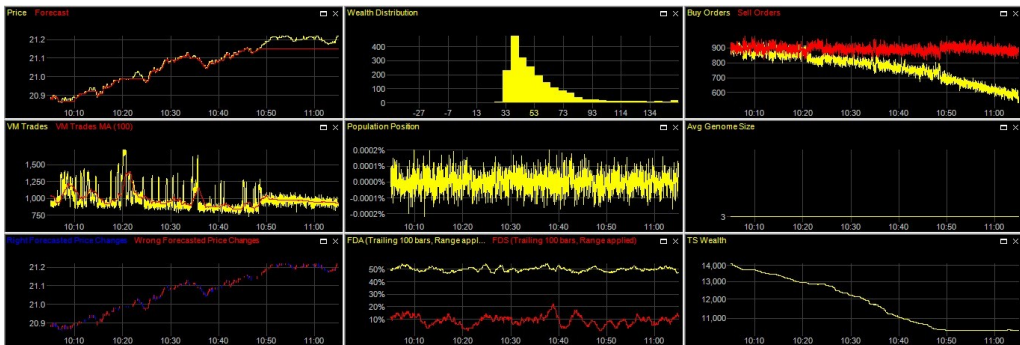 Price Forecast
21.2
21.0
20.9
10:10 10:20 10:30 10:40 10:50 11:00
Wealth Distribution
400
300
200
100
0
-27 -7 13 33 53 73 93 114 134
Buy Orders Sell Orders
900
800
600
10:10 10:20 10:30 10:40 10:50 11:00
VM Trades VM Trades MA (100)
1,500
1,250
1,000
750
10:10 10:20 10:30 10:40 10:50 11:00
Population Position
0.0002%
0.0001%
0.0000%
-0.0001%
-0.0002%
10:10 10:20 10:30 10:40 10:50 11:00
Avg Genome Size
3
10:10 10:20 10:30 10:40 10:50 11:00
Right Forecasted Price Changes Wrong Forecasted Price Changes
21.2
21.1
21.0
20.9
10:10 10:20 10:30 10:40 10:50 11:00
FDA (Trailing 100 bars, Range appl... FDS (Trailing 100 bars, Range applied)
50%
40%
30%
20%
10%
10:10 10:20 10:30 10:40 10:50 11:00
TS Wealth
14,000
13,000
12,000
11,000
10:10 10:20 10:30 10:40 10:50 11:00